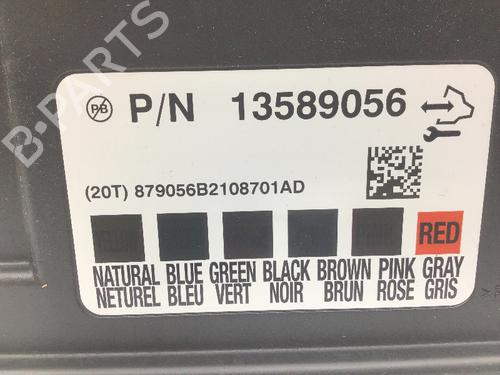 PB P/N 13589056
(20T) 879056B2108701AD
RED
NATURAL BLUE GREEN BLACK BROWN PINK GRAY
NETUREL BLEU VERT NOIR BRUN ROSE GRIS
B-PARTS